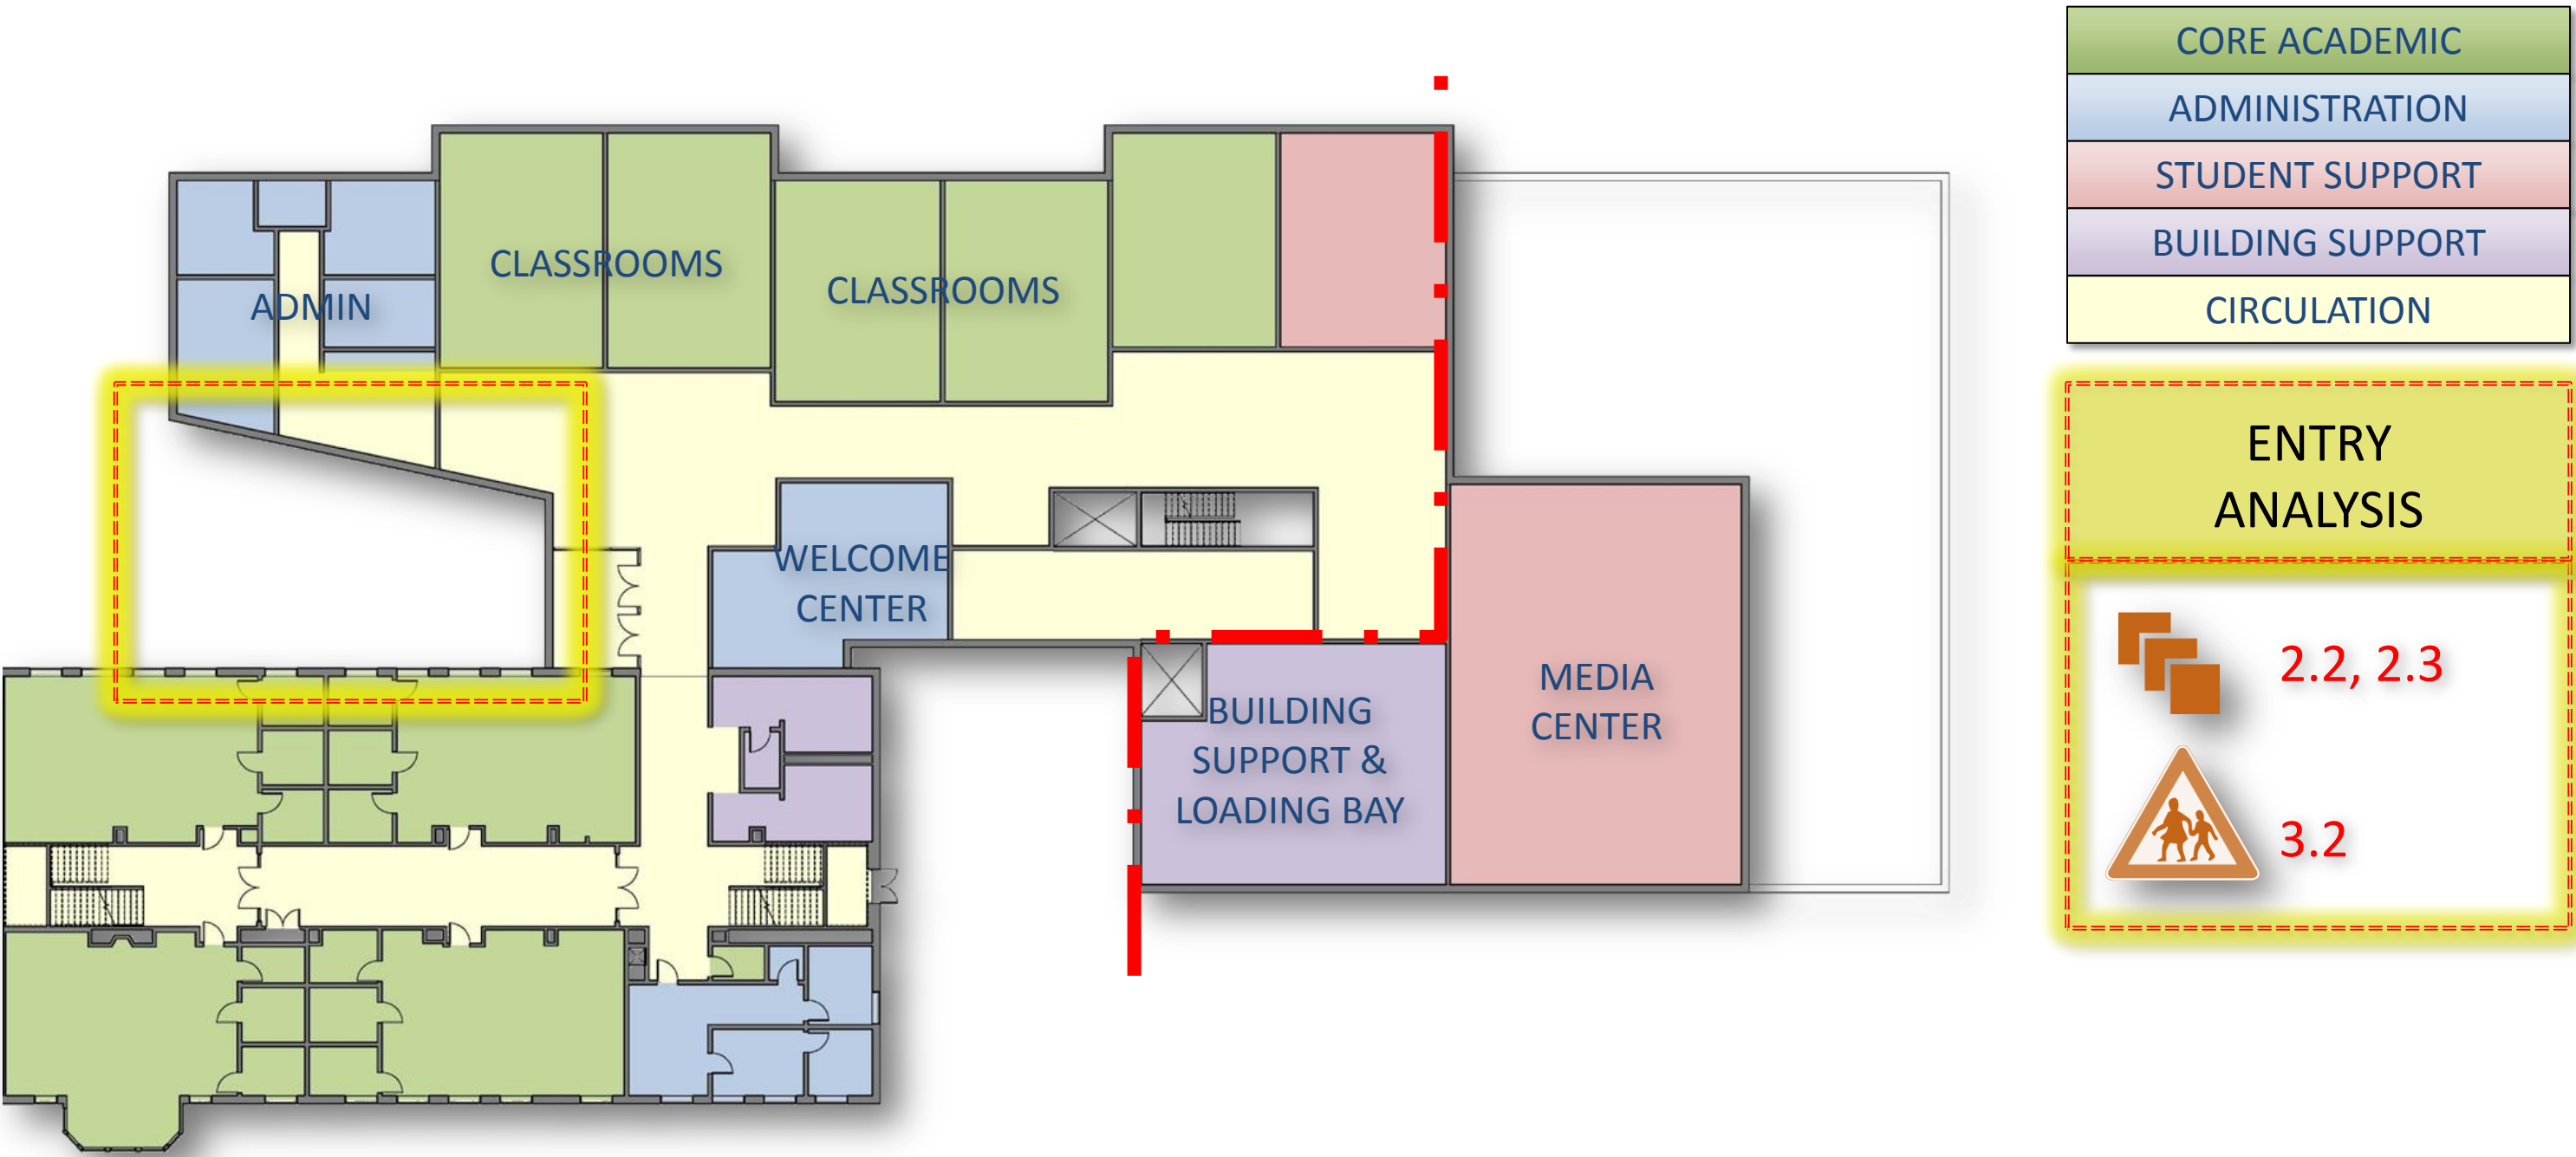 CORE ACADEMIC
ADMINISTRATION
STUDENT SUPPORT
BUILDING SUPPORT
CIRCULATION
CLASSROOMS
CLASSROOMS
ADMIN
WELCOME
CENTER
BUILDING
SUPPORT &
LOADING BAY
MEDIA
CENTER
ENTRY
ANALYSIS
2.2, 2.3
3.2